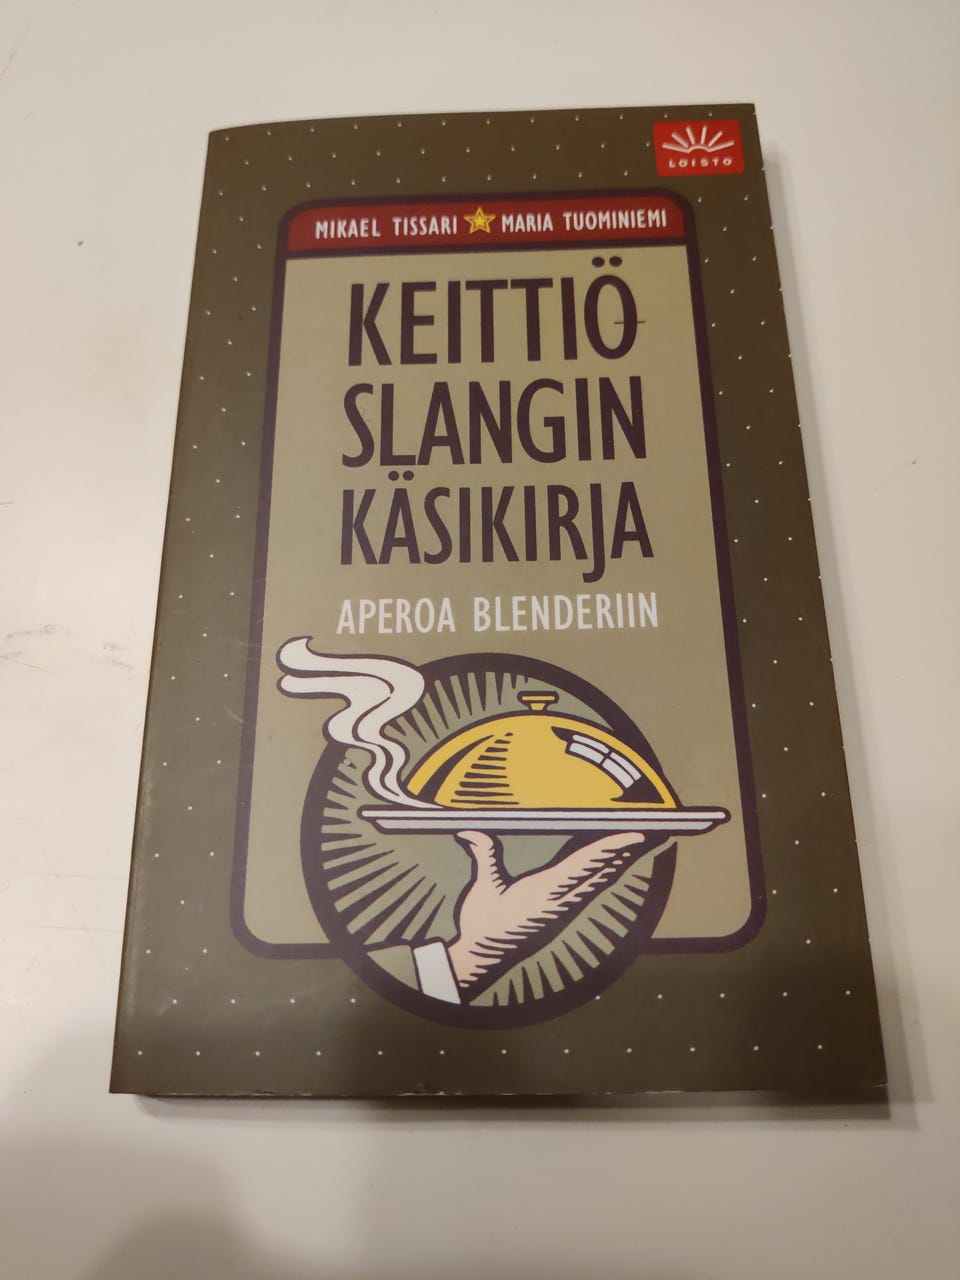 LOISTO
MIKAEL TISSARI MARIA TUOMINIEMI
KEITTIÖ
SLANGIN
KÄSIKIRJA
APEROA BLENDERIIN